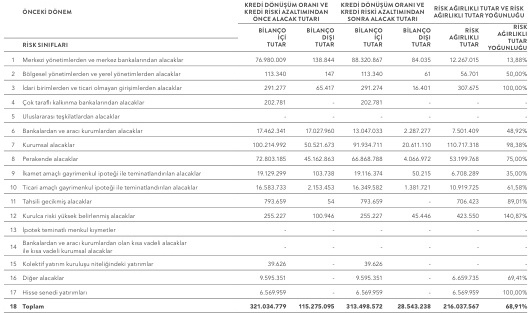 ÖNCEKİ DÖNEM
KREDİ DÖNÜŞÜM ORANI VE KREDİ RİSKİ AZALTIMINDAN ÖNCE ALACAK TUTARI
KREDİ DÖNÜŞÜM ORANI VE KREDİ RİSKİ AZALTIMINDAN SONRA ALACAK TUTARI
RİSK AĞIRLIKLI TUTAR VE RİSK AĞIRLIKLI TUTAR YOĞUNLUĞU
RİSK SINIFLARI BİLANÇO İÇİ TUTAR BİLANÇO DIŞI TUTAR BİLANÇO İÇİ TUTAR BİLANÇO DIŞI TUTAR RİSK AĞIRLIKLI TUTAR RİSK AĞIRLIKLI TUTAR YOĞUNLUĞU
1 Merkezi yönetimlerden ve merkez bankalarından alacaklar 76.980.009 138.844 88.320.867 84.035 12.267.015 13,88%
2 Bölgesel yönetimlerden ve yerel yönetimlerden alacaklar 113.340 147 113.340 61 56.701 50,00%
3 İdari birimlerden ve ticari olmayan girişimlerden alacaklar 291.277 65.417 291.274 16.401 307.675 100,00%
4 Çok taraflı kalkınma bankalarından alacaklar 202.781 - 202.781 - - -
5 Uluslararası teşkilatlardan alacaklar - - - - - -
6 Bankalardan ve aracı kurumlardan alacaklar 17.462.341 17.027.960 13.047.033 2.287.277 7.501.409 48,92%
7 Kurumsal alacaklar 100.214.992 50.521.673 91.934.711 20.611.110 110.717.318 98,38%
8 Perakende alacaklar 72.803.185 45.162.863 66.868.788 4.066.972 53.199.768 75,00%
9 İkamet amaçlı gayrimenkul ipoteği ile teminatlandırılan alacaklar 19.129.299 103.738 19.116.374 50.215 6.708.289 35,00%
10 Ticari amaçlı gayrimenkul ipoteği ile teminatlandırılan alacaklar 16.583.733 2.153.453 16.349.582 1.381.721 10.919.725 61,58%
11 Tahsili gecikmiş alacaklar 793.659 54 793.659 - 706.423 89,01%
12 Kurulca riski yüksek belirlenmiş alacaklar 255.227 100.946 255.227 45.446 423.550 140,87%
13 İpotek teminatlı menkul kıymetler - - - - - -
14 Bankalardan ve aracı kurumlardan olan kısa vadeli alacaklar
ile kısa vadeli kurumsal alacaklar - - - - - -
15 Kolektif yatırım kuruluşu niteliğindeki yatırımlar 39.626 - 39.626 - - -
16 Diğer alacaklar 9.595.351 - 9.595.351 - 6.659.735 69,41%
17 Hisse senedi yatırımları 6.569.959 - 6.569.959 - 6.569.959 100,00%
18 Toplam 321.034.779 115.275.095 313.498.572 28.543.238 216.037.567 68,91%